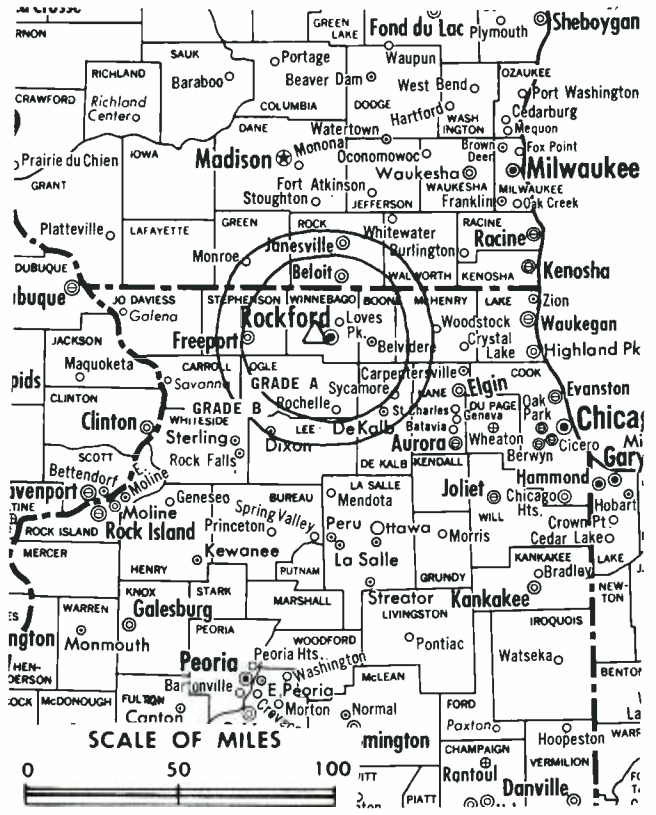 GREEN LAKE
Fond du Lac
Plymouth
Sheboygan
SAUK
Portage
Waupun
RICHLAND
Baraboo
Beaver Dam
West Bend
OZAUKEE
Port Washington
CRAWFORD
Richland Center
COLUMBIA
DODGE
Hartford
WASHINGTON
Cedarburg
Mequon
DANE
Watertown
Prairie du Chien
IOWA
Madison
Monona
Oconomowoc
Brown Deer
Fox Point
Milwaukee
GRANT
Fort Atkinson
Waukesha
Stoughton
JEFFERSON
WAUKESHA
MILWAUKEE
Franklin
Oak Creek
Platteville
LAFAYETTE
GREEN
ROCK
Whitewater
RACINE
Racine
Janesville
Burlington
Monroe
Beloit
WALWORTH
KENOSHA
Kenosha
DUBUQUE
buque
JO DAVIESS
STEPHENSON
WINNEBAGO
BOONE
McHENRY
LAKE
Zion
Galena
Rockford
Loves Pk.
Woodstock
Waukegan
JACKSON
Freeport
Belvidere
Crystal Lake
Highland Pk
Maquoketa
CARROLL
OGLE
Carpentersville
COOK
pids
Savanna
GRADE A
Sycamore
KANE
Elgin
Evanston
CLINTON
GRADE B
Rochelle
St. Charles
DU PAGE
Geneva
Oak Park
Chicag
Clinton
WHITESIDE
Sterling
LEE
De Kalb
Batavia
Aurora
Wheaton
Cicero
Berwyn
SCOTT
Rock Falls
Dixon
DE KALB
KENDALL
Gary
Bettendorf
E. Moline
LA SALLE
Joliet
Hammond
avenport
Geneseo
BUREAU
Mendota
Chicago Hts.
Hobart
Moline
Spring Valley
WILL
Crown Pt.
ROCK ISLAND
Rock Island
Princeton
Peru
Ottawa
Morris
Cedar Lake
MERCER
Kewanee
La Salle
KANKAKEE
LAKE
HENRY
PUTNAM
GRUNDY
Bradley
KNOX
STARK
MARSHALL
Streator
Kankakee
NEWTON
WARREN
Galesburg
LIVINGSTON
IROQUOIS
PEORIA
WOODFORD
ngton
Monmouth
Peoria
Peoria Hts.
Pontiac
Watseka
HENDERSON
Washington
McLEAN
BENTON
COCK
McDONOUGH
FULTON
E. Peoria
FORD
Canton
Morton
Normal
Paxton
Hoopeston
SCALE OF MILES
mington
CHAMPAIGN
VERMILION
0 50 100
Rantoul
PIATT
Danville